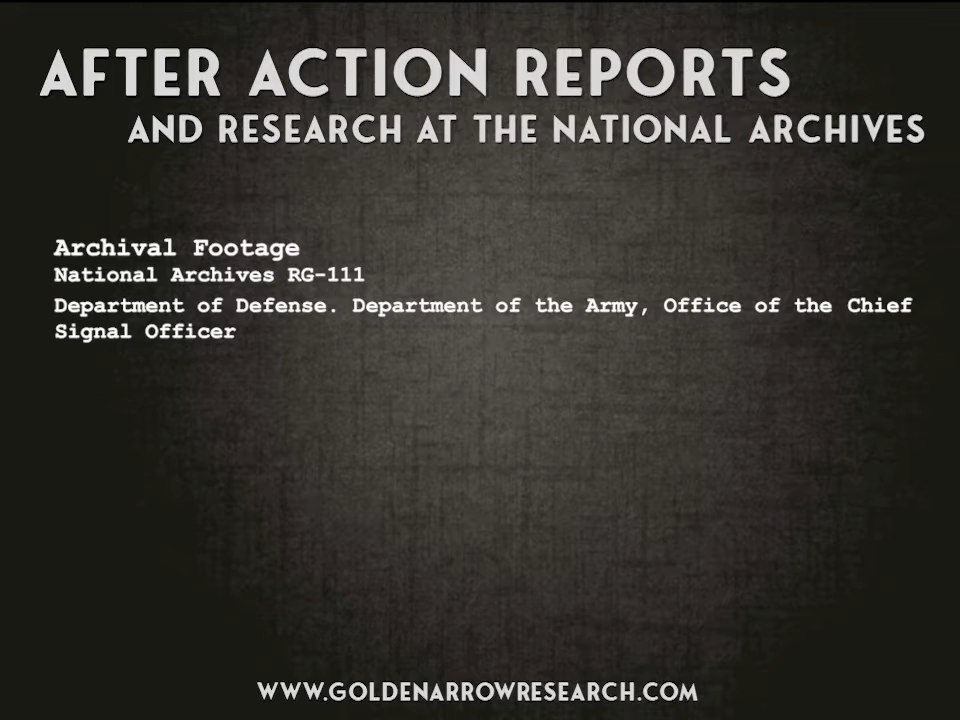 AFTER ACTION REPORTS
AND RESEARCH AT THE NATIONAL ARCHIVES
Archival Footage
National Archives RG-111
Department of Defense. Department of the Army, Office of the Chief
Signal Officer
WWW.GOLDENARROWRESEARCH.COM